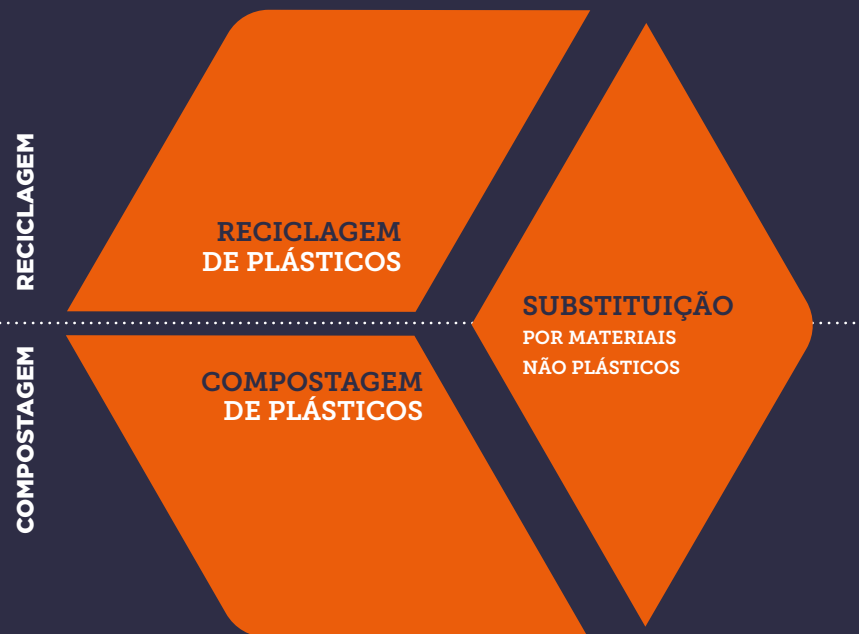 RECICLAGEM
RECICLAGEM
DE PLÁSTICOS
SUBSTITUIÇÃO
POR MATERIAIS
NÃO PLÁSTICOS
COMPOSTAGEM
COMPOSTAGEM
DE PLÁSTICOS